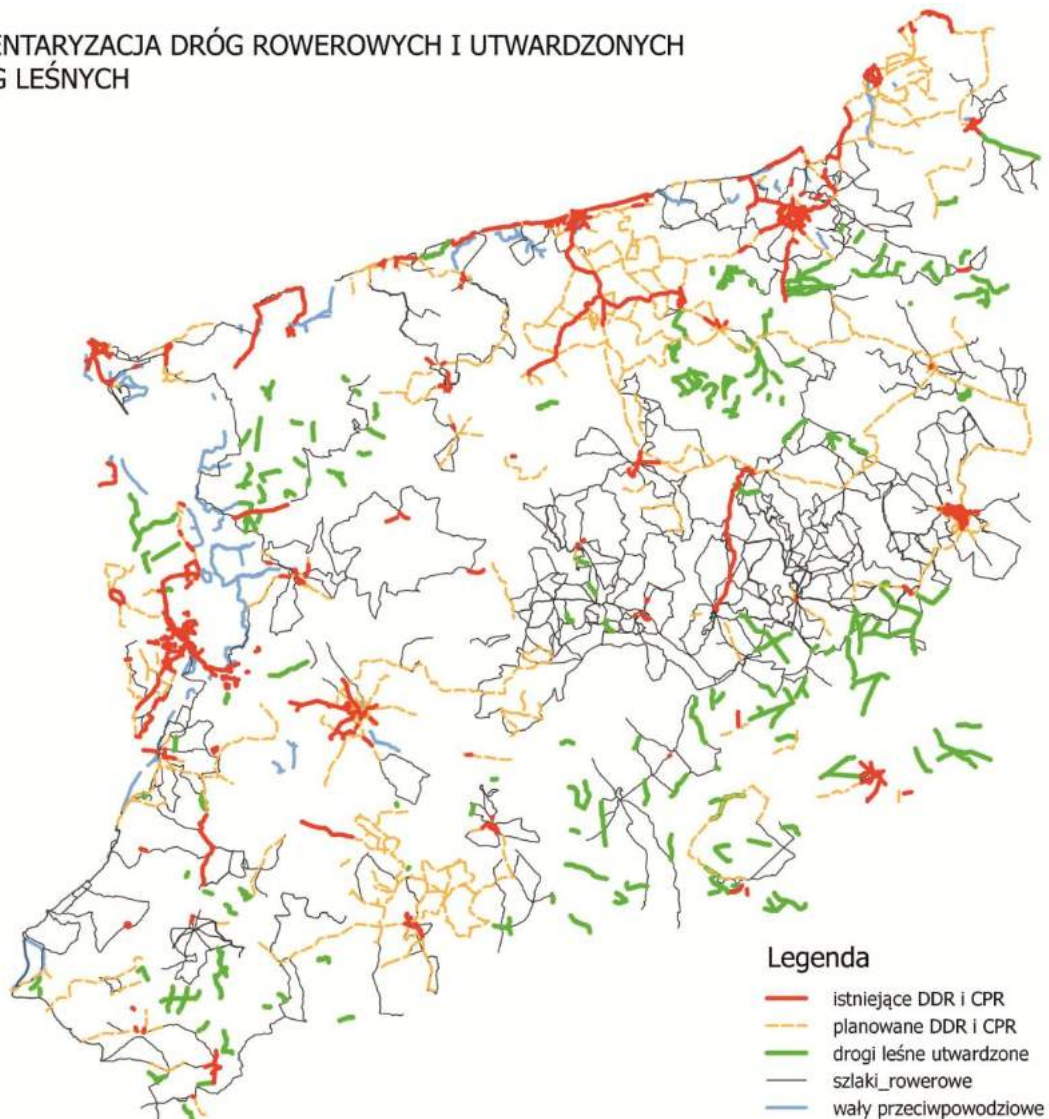 ENTARYZACJA DRÓG ROWEROWYCH I UTWARDZONYCH
G LEŚNYCH
Legenda
istniejące DDR i CPR
planowane DDR i CPR
drogi leśne utwardzone
szlaki_rowerowe
wały przeciwpowodziowe